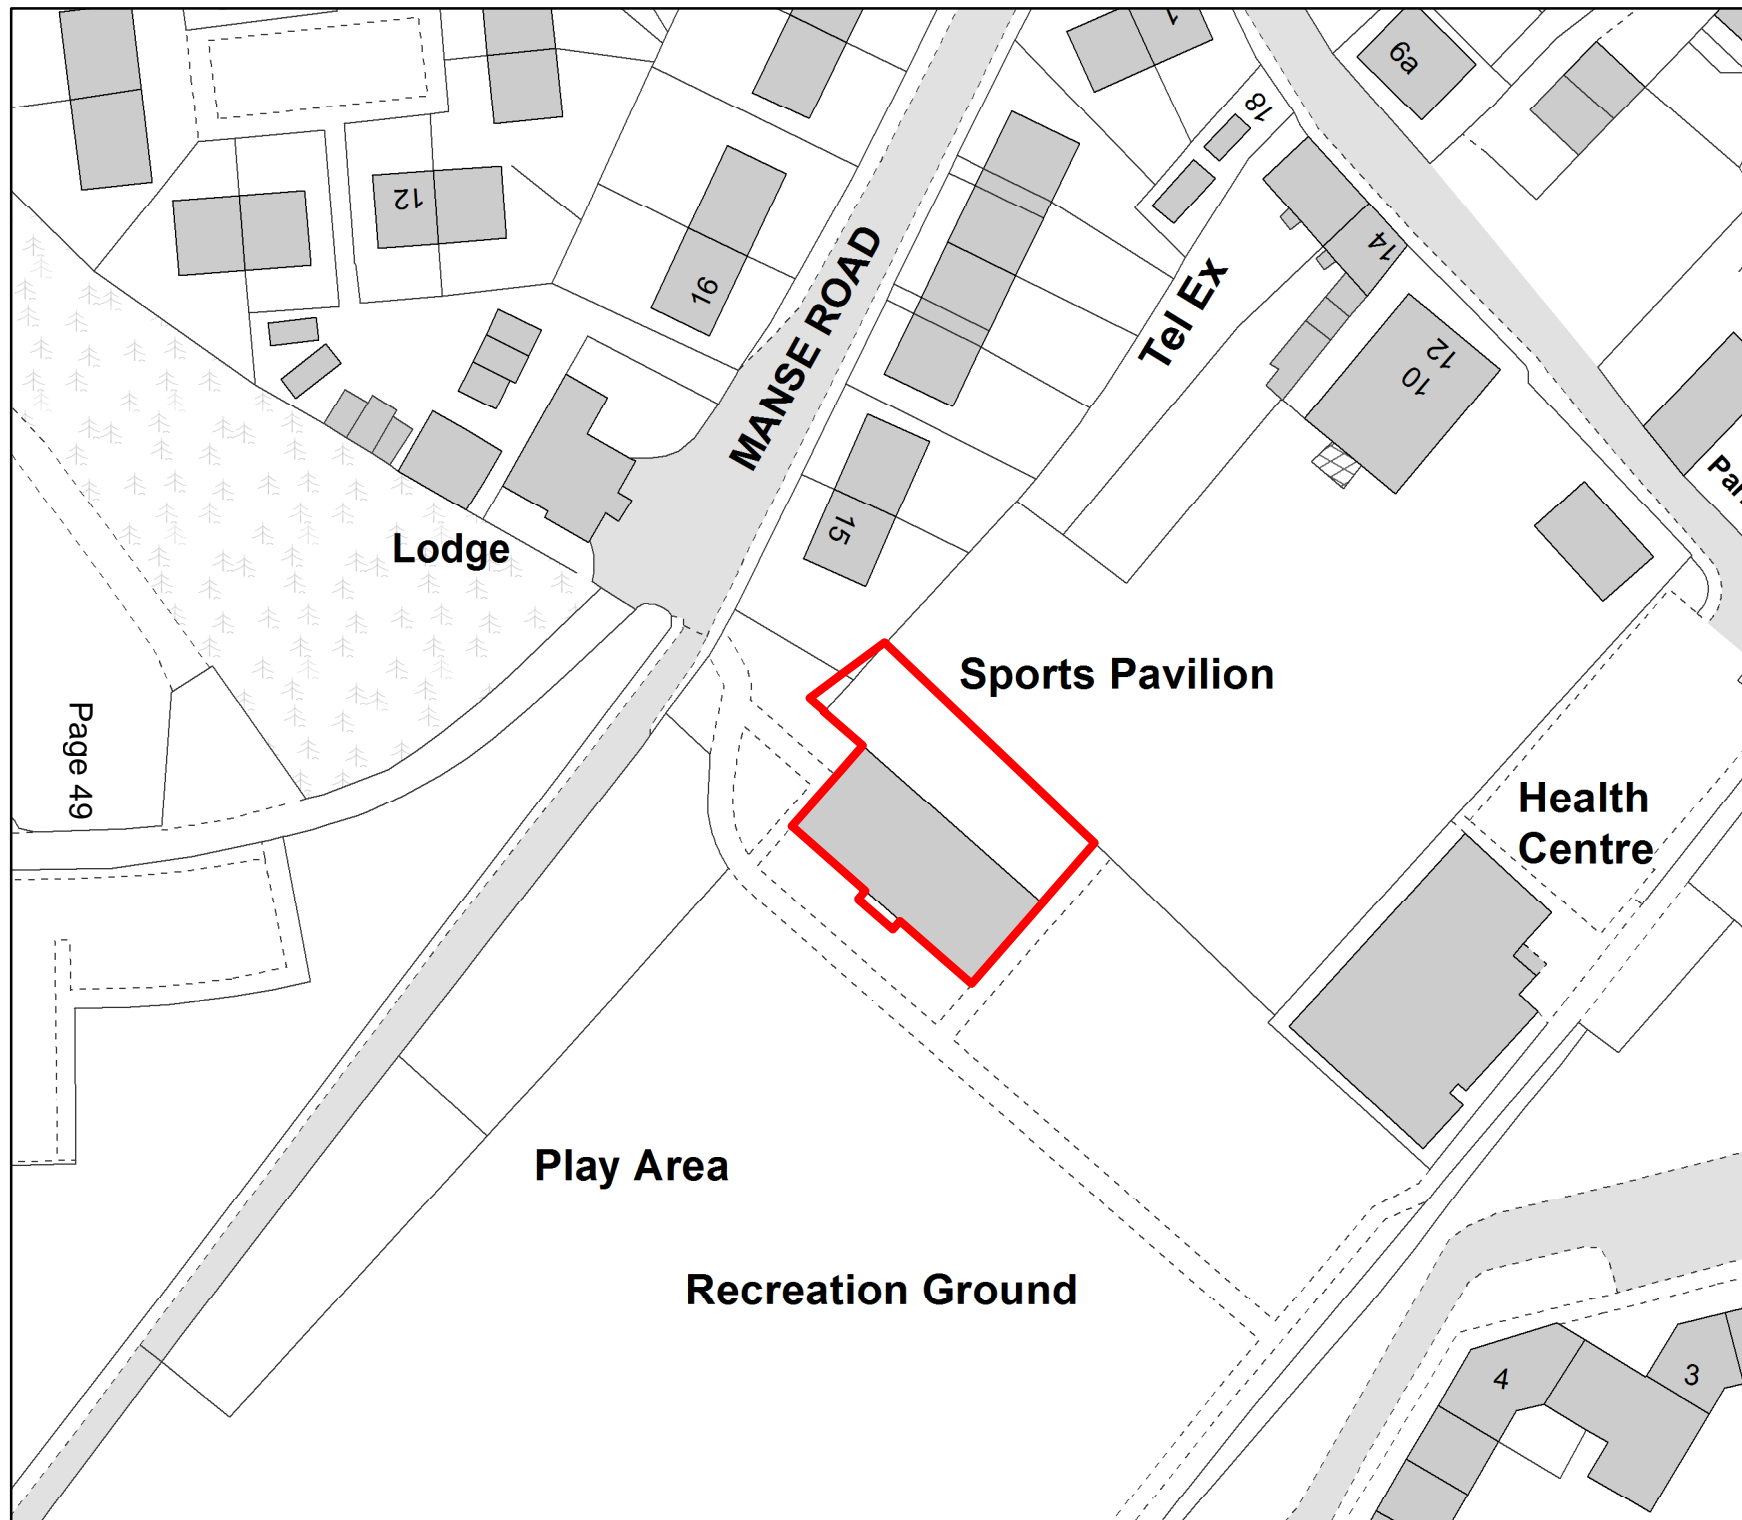 6a
18
12
14
16
MANSE ROAD
Tel Ex
12
10
15
Lodge
Sports Pavilion
Page 49
Health
Centre
Play Area
Recreation Ground
4
3